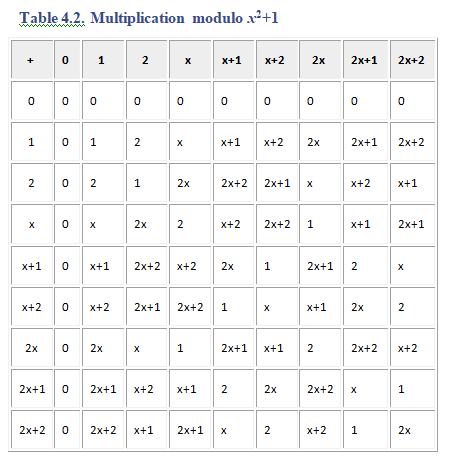 Table 4.2. Multiplication modulo x²+1
+ 0 1 2 x x+1 x+2 2x 2x+1 2x+2
0 0 0 0 0 0 0 0 0 0
1 0 1 2 x x+1 x+2 2x 2x+1 2x+2
2 0 2 1 2x 2x+2 2x+1 x x+2 x+1
x 0 x 2x 2 x+2 2x+2 1 x+1 2x+1
x+1 0 x+1 2x+2 x+2 2x 1 2x+1 2 x
x+2 0 x+2 2x+1 2x+2 1 x x+1 2x 2
2x 0 2x x 1 2x+1 x+1 2 2x+2 x+2
2x+1 0 2x+1 x+2 x+1 2 2x 2x+2 x 1
2x+2 0 2x+2 x+1 2x+1 x 2 x+2 1 2x